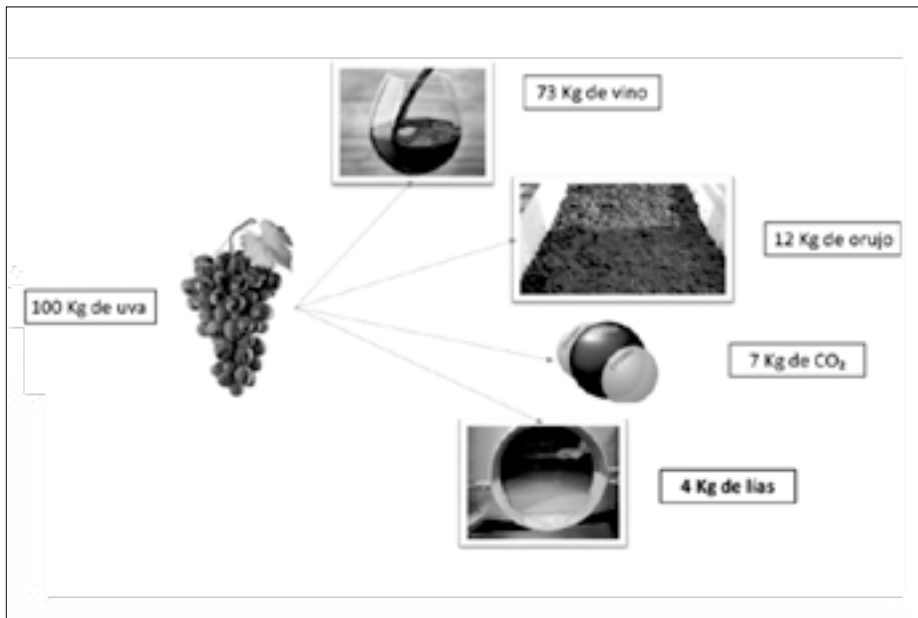 73 Kg de vino
12 Kg de orujo
100 Kg de uva
7 Kg de CO₂
4 Kg de lías